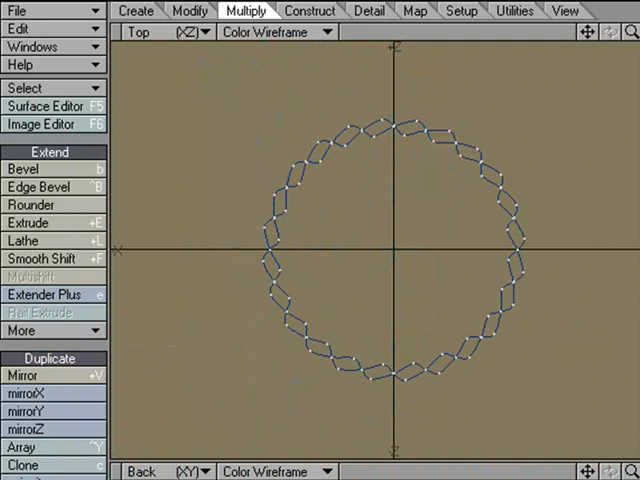 File
Create
Modify
Multiply
Construct
Detail
Map
Setup
Utilities
View
Edit
Top
(XZ)
Color Wireframe
Windows
Help
+Z
Select
Surface Editor F5
Image Editor F6
Extend
Bevel b
Edge Bevel ^B
Rounder
Extrude +E
Lathe +L
-X
Smooth Shift +F
Multishift
Extender Plus e
Rail Extrude
More
Duplicate
Mirror +V
mirrorX
mirrorY
mirrorZ
Array ^Y
Clone c
Back
(XY)
Color Wireframe